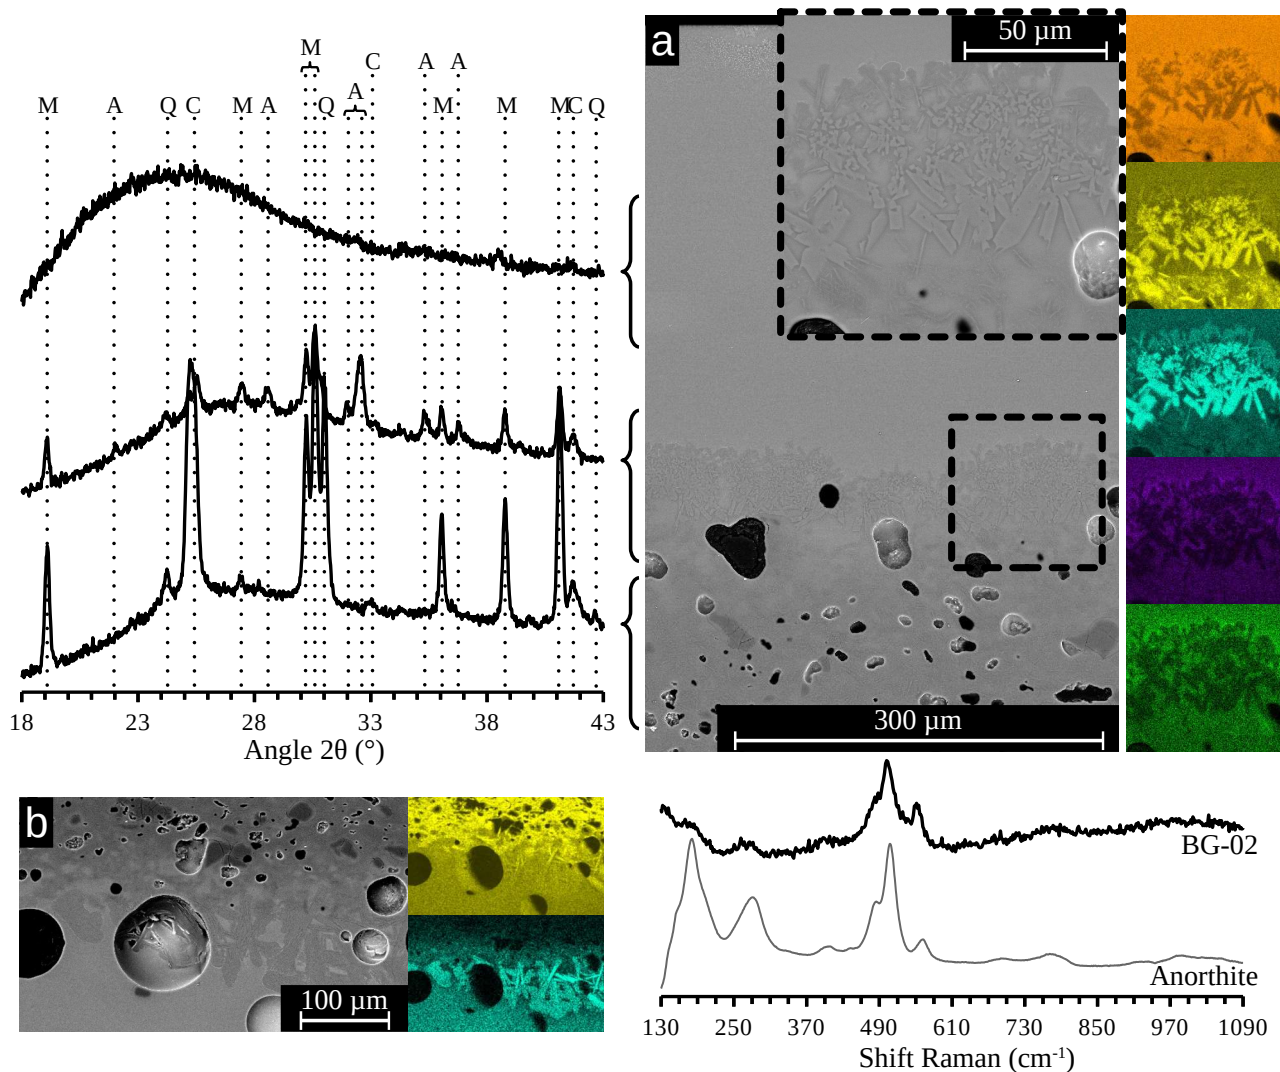 M
C
A
A
A
M A Q C M A Q M M M C Q
18 23 28 33 38 43
Angle 2θ (°)
a
50 µm
300 µm
b
100 µm
BG-02
Anorthite
130 250 370 490 610 730 850 970 1090
Shift Raman (cm-1)